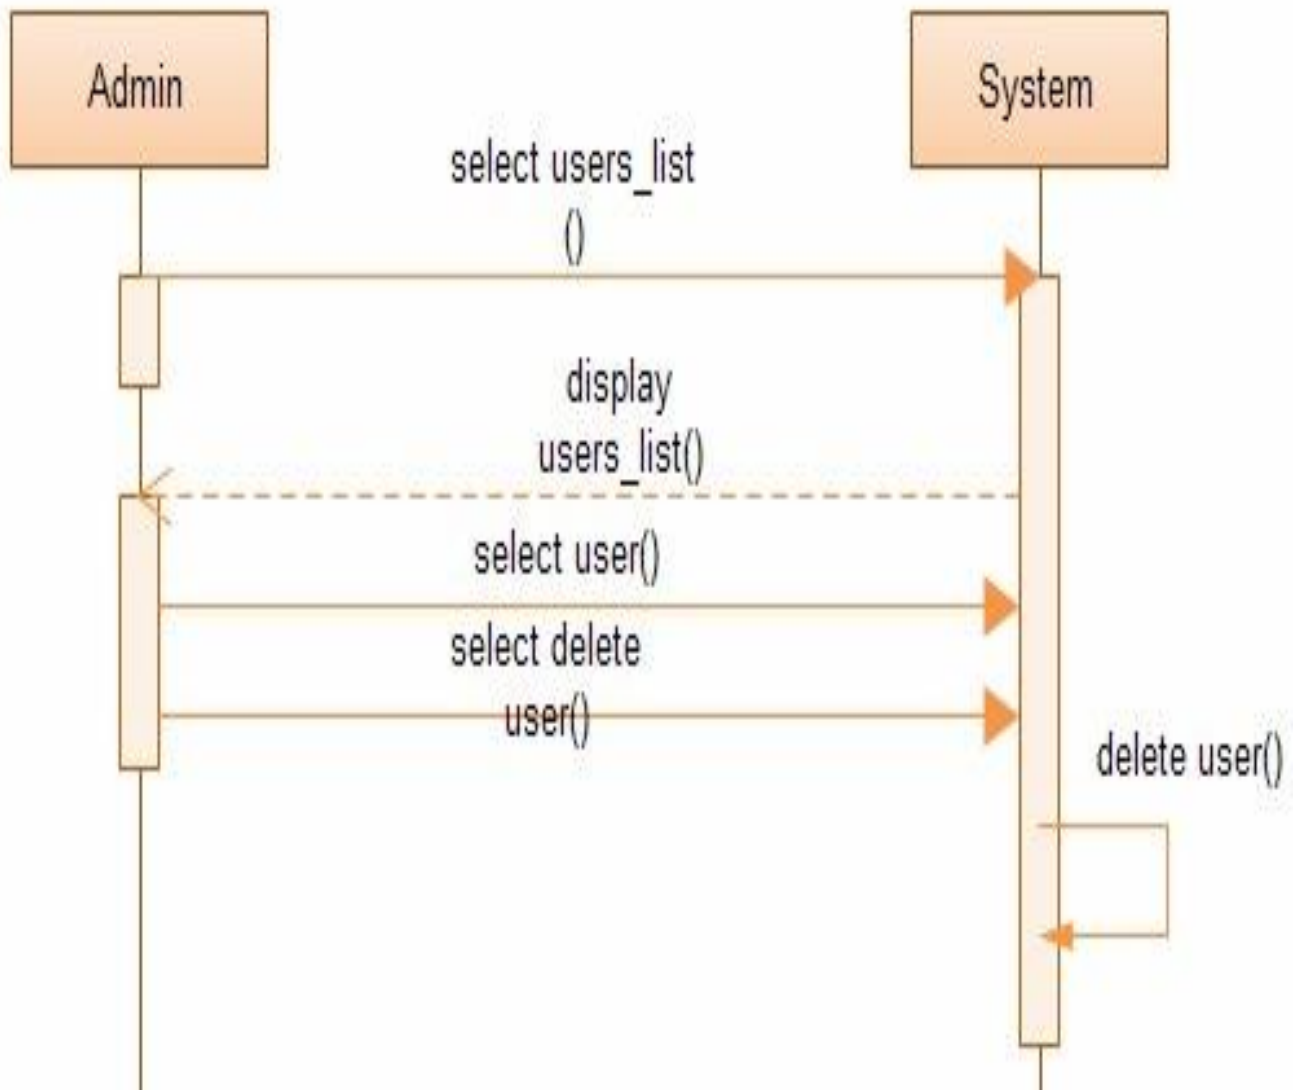 Admin
System
select users_list
()
display
users_list()
select user()
select delete
user()
delete user()